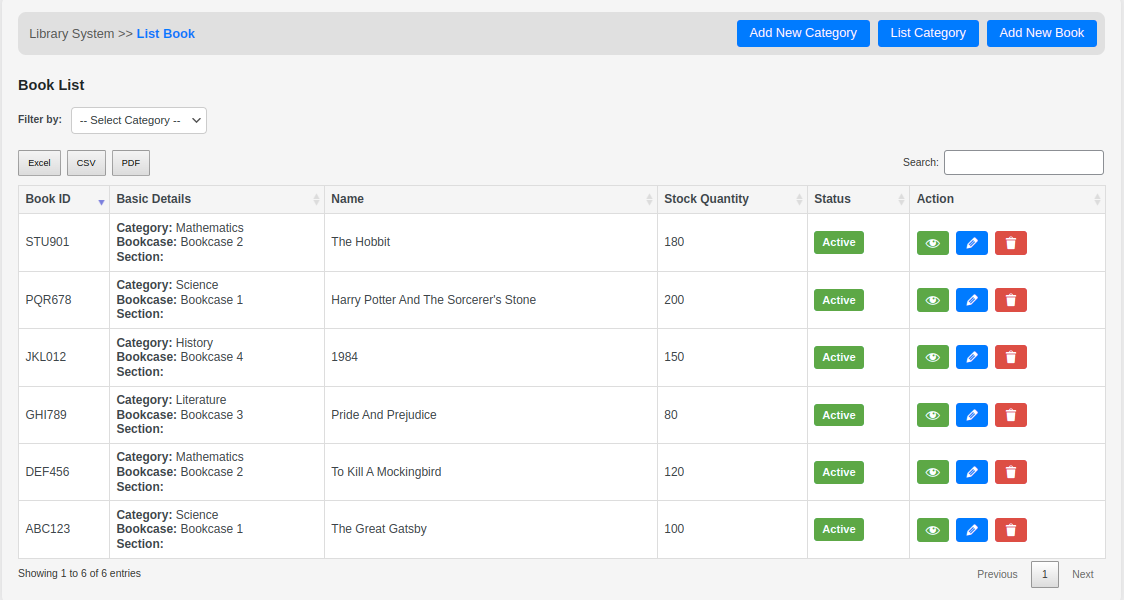 Library System >> List Book
Add New Category
List Category
Add New Book
Book List
Filter by:
-- Select Category --
Excel
CSV
PDF
Search:
Book ID
Basic Details
Name
Stock Quantity
Status
Action
STU901
Category: Mathematics
Bookcase: Bookcase 2
Section:
The Hobbit
180
Active
PQR678
Category: Science
Bookcase: Bookcase 1
Section:
Harry Potter And The Sorcerer's Stone
200
Active
JKL012
Category: History
Bookcase: Bookcase 4
Section:
1984
150
Active
GHI789
Category: Literature
Bookcase: Bookcase 3
Section:
Pride And Prejudice
80
Active
DEF456
Category: Mathematics
Bookcase: Bookcase 2
Section:
To Kill A Mockingbird
120
Active
ABC123
Category: Science
Bookcase: Bookcase 1
Section:
The Great Gatsby
100
Active
Showing 1 to 6 of 6 entries
Previous
1
Next